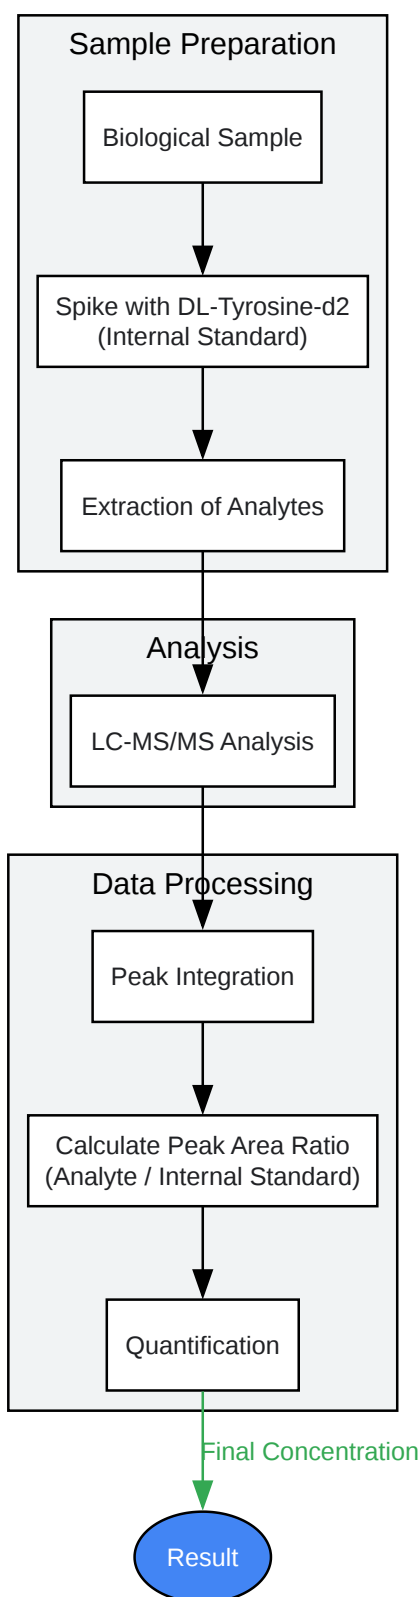 Sample Preparation
Biological Sample
Spike with DL-Tyrosine-d2
(Internal Standard)
Extraction of Analytes
Analysis
LC-MS/MS Analysis
Data Processing
Peak Integration
Calculate Peak Area Ratio
(Analyte / Internal Standard)
Quantification
Final Concentration
Result